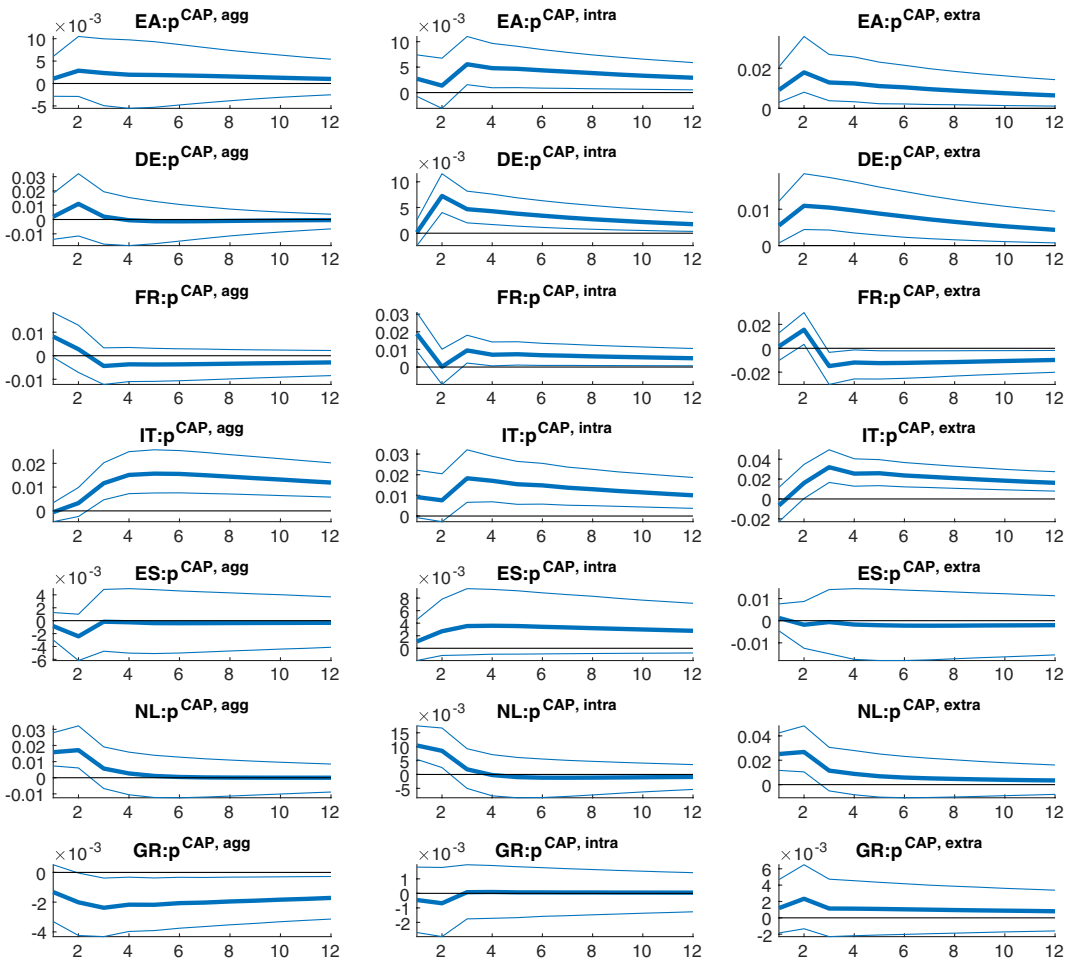 EA:p^CAP, agg
×10^-3
10
5
0
-5
2 4 6 8 10 12
EA:p^CAP, intra
×10^-3
10
5
0
2 4 6 8 10 12
EA:p^CAP, extra
0.02
0
2 4 6 8 10 12
DE:p^CAP, agg
0.03
0.02
0.01
0
-0.01
2 4 6 8 10 12
DE:p^CAP, intra
×10^-3
10
5
0
2 4 6 8 10 12
DE:p^CAP, extra
0.01
0
2 4 6 8 10 12
FR:p^CAP, agg
0.01
0
-0.01
2 4 6 8 10 12
FR:p^CAP, intra
0.03
0.02
0.01
0
2 4 6 8 10 12
FR:p^CAP, extra
0.02
0
-0.02
2 4 6 8 10 12
IT:p^CAP, agg
0.02
0.01
0
2 4 6 8 10 12
IT:p^CAP, intra
0.03
0.02
0.01
0
2 4 6 8 10 12
IT:p^CAP, extra
0.04
0.02
0
-0.02
2 4 6 8 10 12
ES:p^CAP, agg
×10^-3
4
2
0
-2
-4
-6
2 4 6 8 10 12
ES:p^CAP, intra
×10^-3
8
6
4
2
0
2 4 6 8 10 12
ES:p^CAP, extra
0.01
0
-0.01
2 4 6 8 10 12
NL:p^CAP, agg
0.03
0.02
0.01
0
-0.01
2 4 6 8 10 12
NL:p^CAP, intra
×10^-3
15
10
5
0
-5
2 4 6 8 10 12
NL:p^CAP, extra
0.04
0.02
0
2 4 6 8 10 12
GR:p^CAP, agg
×10^-3
0
-2
-4
2 4 6 8 10 12
GR:p^CAP, intra
×10^-3
1
0
-1
-2
2 4 6 8 10 12
GR:p^CAP, extra
×10^-3
6
4
2
0
-2
2 4 6 8 10 12